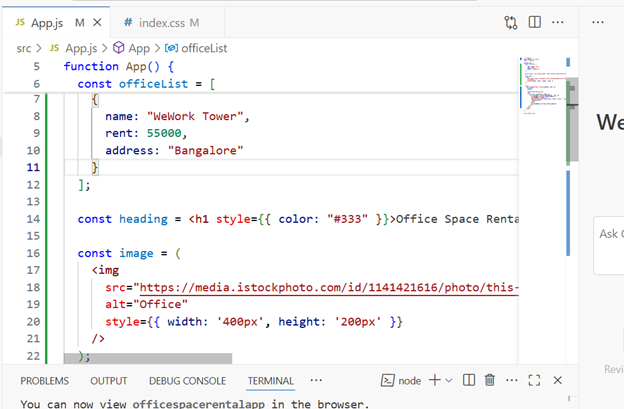 JS App.js M ×
# index.css M
src > JS App.js > App > officeList
5 function App() {
6 const officeList = [
7 {
8 name: "WeWork Tower",
9 rent: 55000,
10 address: "Bangalore"
11 }
12 ];
13
14 const heading = <h1 style={{ color: "#333" }}>Office Space Renta
15
16 const image = (
17 <img
18 src="https://media.istockphoto.com/id/1141421616/photo/this-
19 alt="Office"
20 style={{ width: '400px', height: '200px' }}
21 />
22 );
PROBLEMS OUTPUT DEBUG CONSOLE TERMINAL ... node
You can now view officespacerentalapp in the browser.
We
Ask
Revi